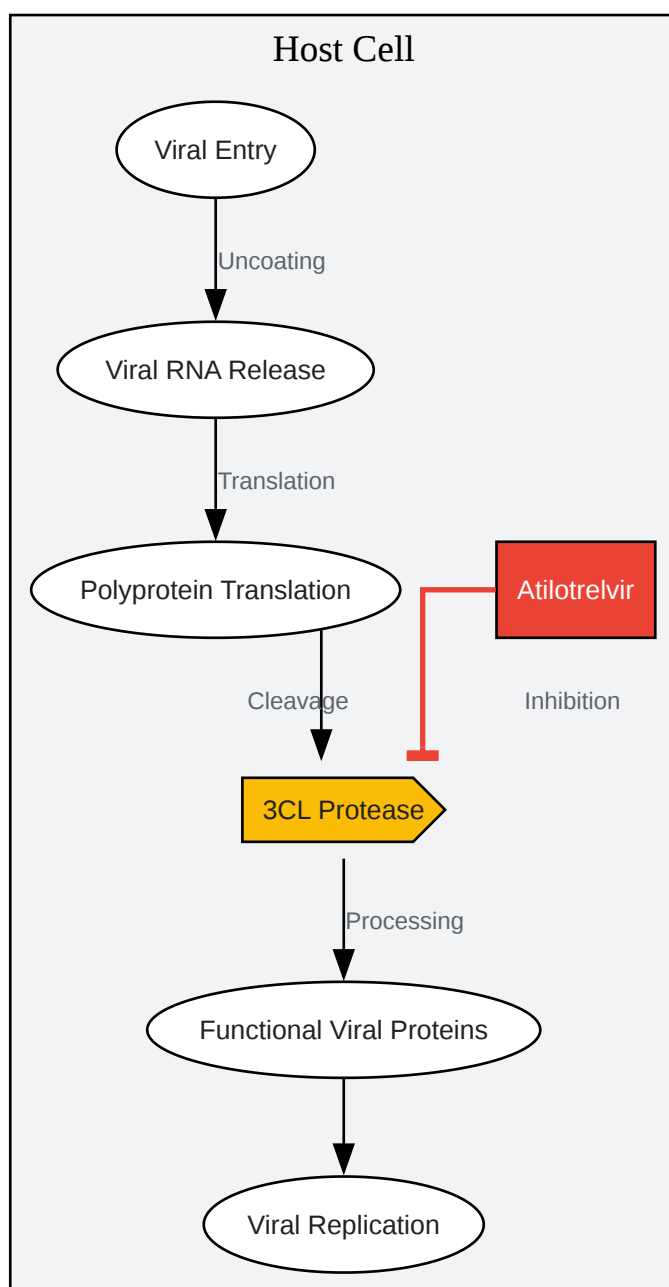 Host Cell
Viral Entry
Uncoating
Viral RNA Release
Translation
Polyprotein Translation
Atilotrelvir
Cleavage
Inhibition
3CL Protease
Processing
Functional Viral Proteins
Viral Replication